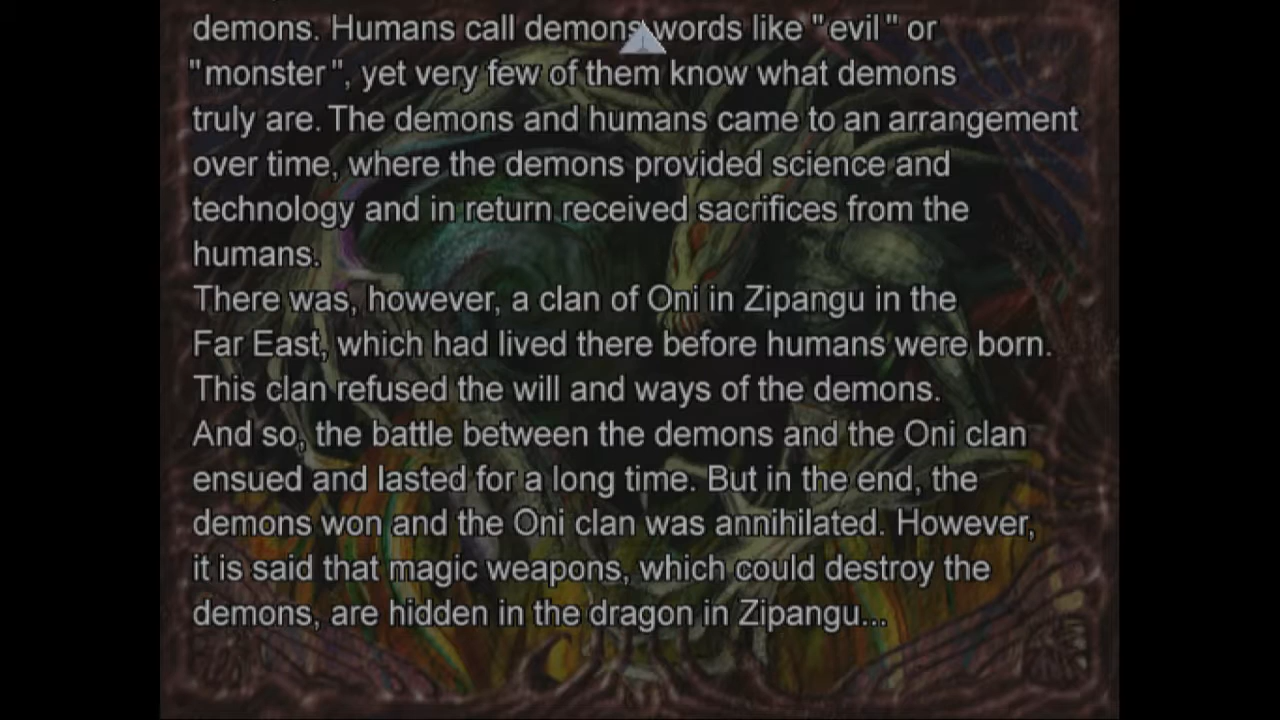 demons. Humans call demons words like "evil" or
"monster", yet very few of them know what demons
truly are. The demons and humans came to an arrangement
over time, where the demons provided science and
technology and in return received sacrifices from the
humans.
There was, however, a clan of Oni in Zipangu in the
Far East, which had lived there before humans were born.
This clan refused the will and ways of the demons.
And so, the battle between the demons and the Oni clan
ensued and lasted for a long time. But in the end, the
demons won and the Oni clan was annihilated. However,
it is said that magic weapons, which could destroy the
demons, are hidden in the dragon in Zipangu...